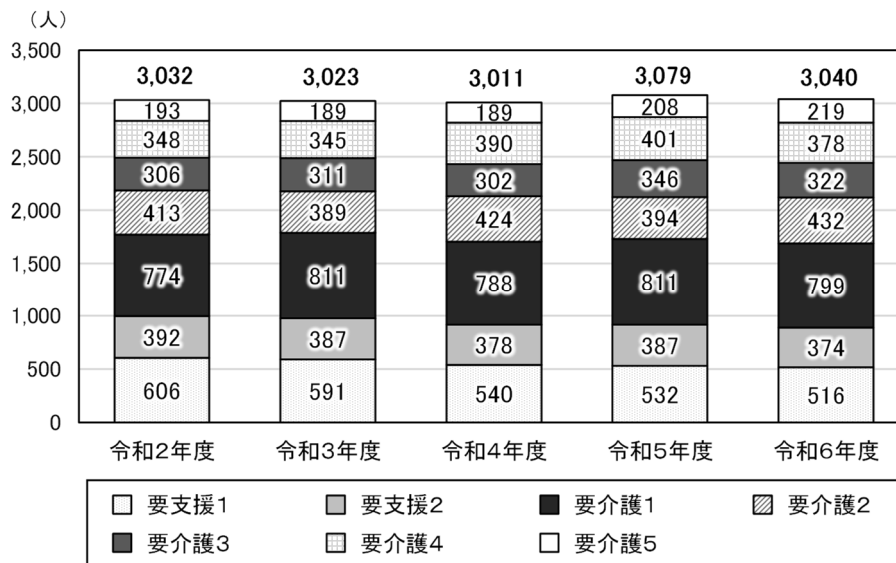 （人）
3,500
3,032 3,023 3,011 3,079 3,040
3,000
193 189 189 208 219
348 345 390 401 378
2,500
306 311 302 346 322
2,000
413 389 424 394 432
1,500
774 811 788 811 799
1,000
392 387 378 387 374
500
606 591 540 532 516
0
令和2年度 令和3年度 令和4年度 令和5年度 令和6年度
要支援1 要支援2 要介護1 要介護2
要介護3 要介護4 要介護5